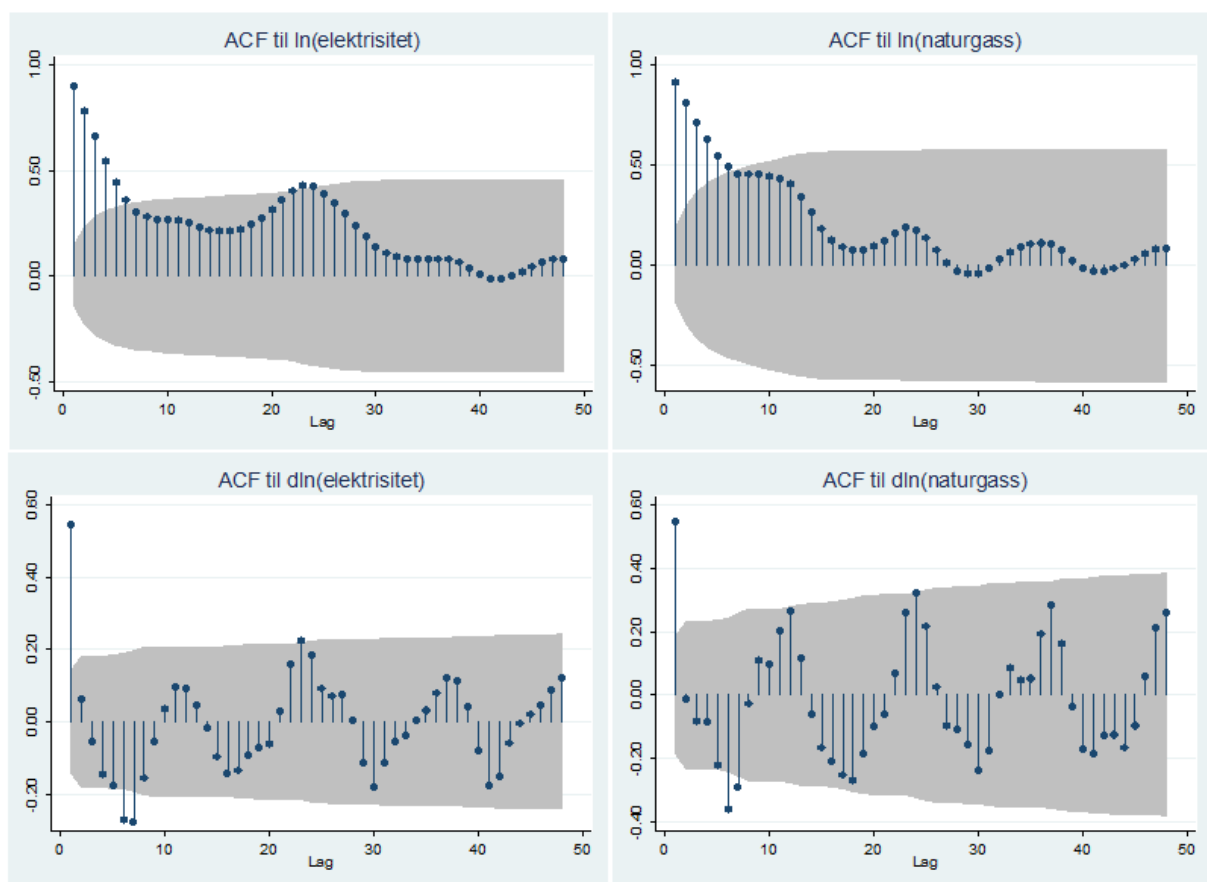 ACF til ln(elektrisitet)
1.00
0.50
0.00
-0.50
0 10 20 30 40 50
Lag
ACF til ln(naturgass)
1.00
0.50
0.00
-0.50
0 10 20 30 40 50
Lag
ACF til dln(elektrisitet)
0.60
0.40
0.20
0.00
-0.20
0 10 20 30 40 50
Lag
ACF til dln(naturgass)
0.60
0.40
0.20
0.00
-0.20
-0.40
0 10 20 30 40 50
Lag